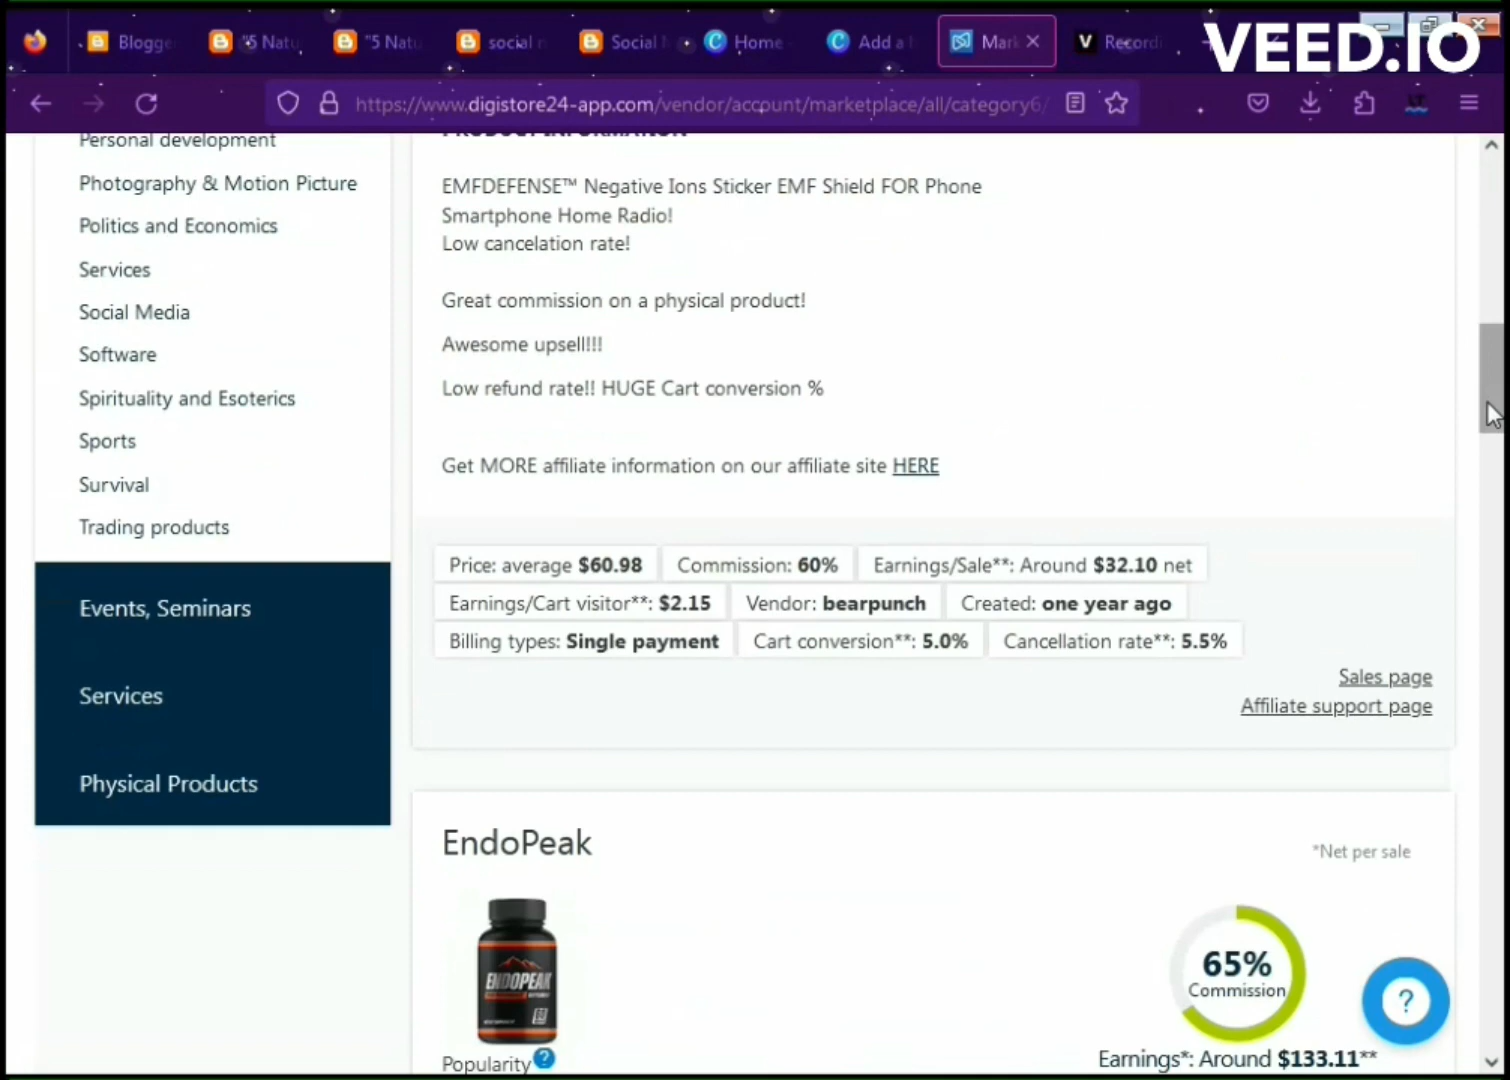 Blogge
"5 Natu
"5 Natu
social n
Social
Home
Add a
Mar
Recordi
VEED.IO
https://www.digistore24-app.com/vendor/account/marketplace/all/category6/
Personal development
Photography & Motion Picture
Politics and Economics
Services
Social Media
Software
Spirituality and Esoterics
Sports
Survival
Trading products
Events, Seminars
Services
Physical Products
PRODUCT INFORMATION
EMFDEFENSE™ Negative Ions Sticker EMF Shield FOR Phone
Smartphone Home Radio!
Low cancelation rate!
Great commission on a physical product!
Awesome upsell!!!
Low refund rate!! HUGE Cart conversion %
Get MORE affiliate information on our affiliate site HERE
Price: average $60.98 Commission: 60% Earnings/Sale**: Around $32.10 net
Earnings/Cart visitor**: $2.15 Vendor: bearpunch Created: one year ago
Billing types: Single payment Cart conversion**: 5.0% Cancellation rate**: 5.5%
Sales page
Affiliate support page
EndoPeak
*Net per sale
ENDOPEAK
65%
Commission
Popularity ?
Earnings*: Around $133.11**
?